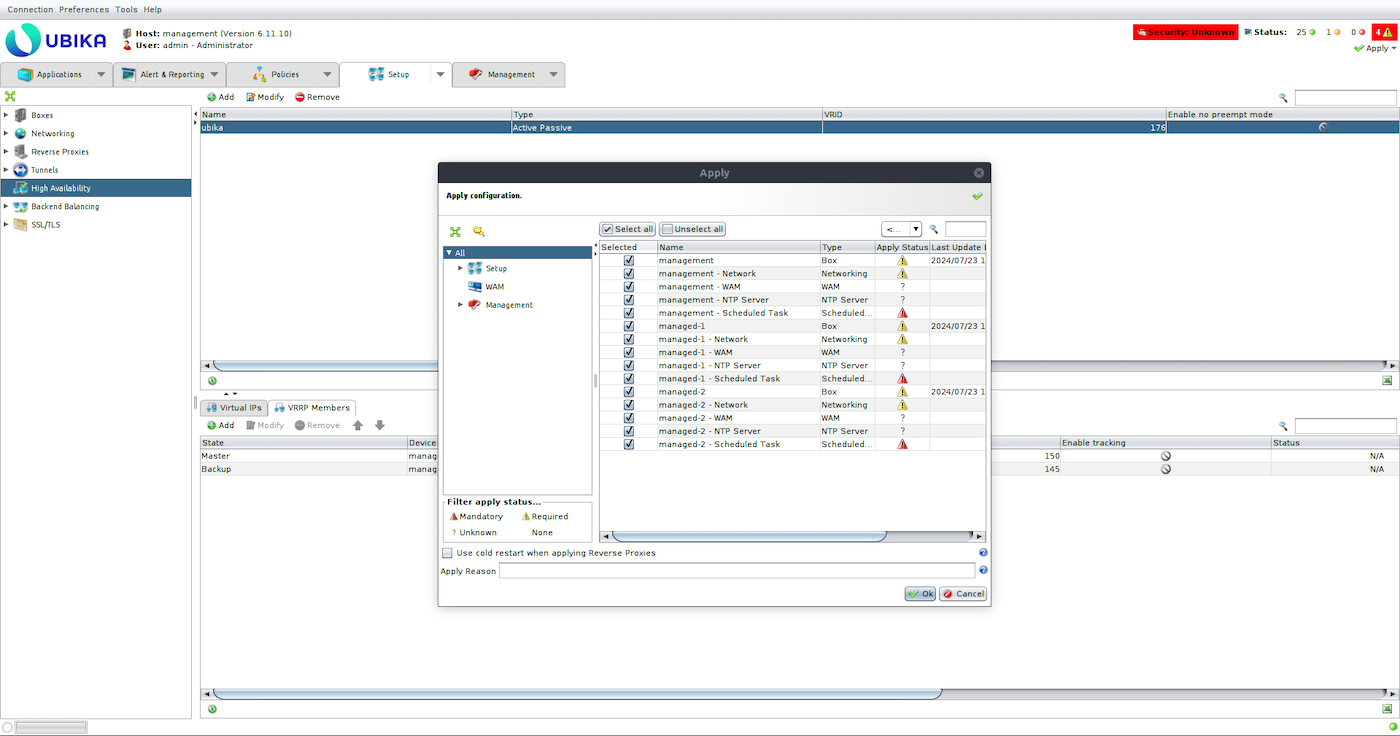 Connection Preferences Tools Help
UBIKA
Host: management (Version 6.11.10)
User: admin - Administrator
Security: Unknown Status: 25 1 0 4
Apply
Applications Alert & Reporting Policies Setup Management
Add Modify Remove
Boxes
Networking
Reverse Proxies
Tunnels
High Availability
Backend Balancing
SSL/TLS
Name Type VRID Enable no preempt mode
ubika Active Passive 176
Virtual IPs VRRP Members
Add Modify Remove
State Device Enable tracking Status
Master manag 150 N/A
Backup manag 145 N/A
Apply
Apply configuration.
Select all Unselect all <...
All
Setup
WAM
Management
Selected Name Type Apply Status Last Update
management Box 2024/07/23 1
management - Network Networking
management - WAM WAM ?
management - NTP Server NTP Server ?
management - Scheduled Task Scheduled...
managed-1 Box 2024/07/23 1
managed-1 - Network Networking
managed-1 - WAM WAM ?
managed-1 - NTP Server NTP Server ?
managed-1 - Scheduled Task Scheduled...
managed-2 Box 2024/07/23 1
managed-2 - Network Networking
managed-2 - WAM WAM ?
managed-2 - NTP Server NTP Server ?
managed-2 - Scheduled Task Scheduled...
Filter apply status...
Mandatory Required
? Unknown None
Use cold restart when applying Reverse Proxies
Apply Reason
Ok Cancel